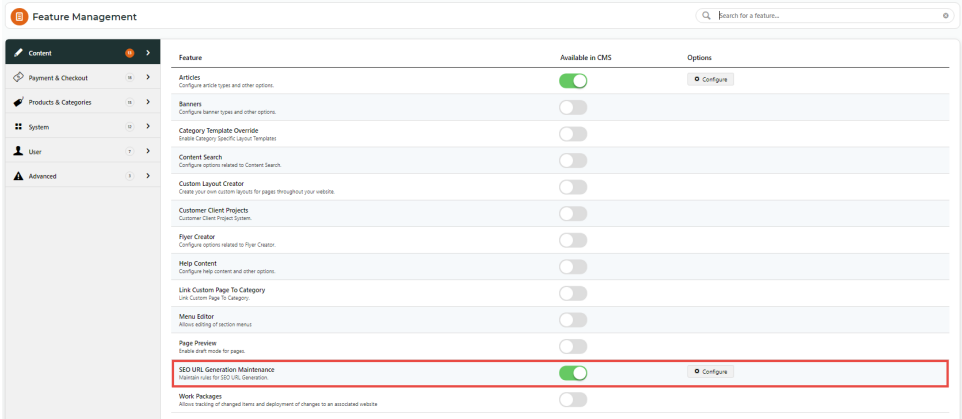 Feature Management
Search for a feature...
Content 13
Payment & Checkout
Products & Categories
System
User 7
Advanced
Feature Available in CMS Options
Articles
Configure article types and other options.
Configure
Banners
Configure banner types and other options.
Category Template Override
Enable Category Specific Layout Templates
Content Search
Configure options related to Content Search.
Custom Layout Creator
Create your own custom layouts for pages throughout your website.
Customer Client Projects
Customer Client Project System.
Flyer Creator
Configure options related to Flyer Creator.
Help Content
Configure help content and other options.
Link Custom Page To Category
Link Custom Page To Category.
Menu Editor
Allows editing of section menus
Page Preview
Enable draft mode for pages.
SEO URL Generation Maintenance
Maintain rules for SEO URL Generation.
Configure
Work Packages
Allows tracking of changed items and deployment of changes to an associated website